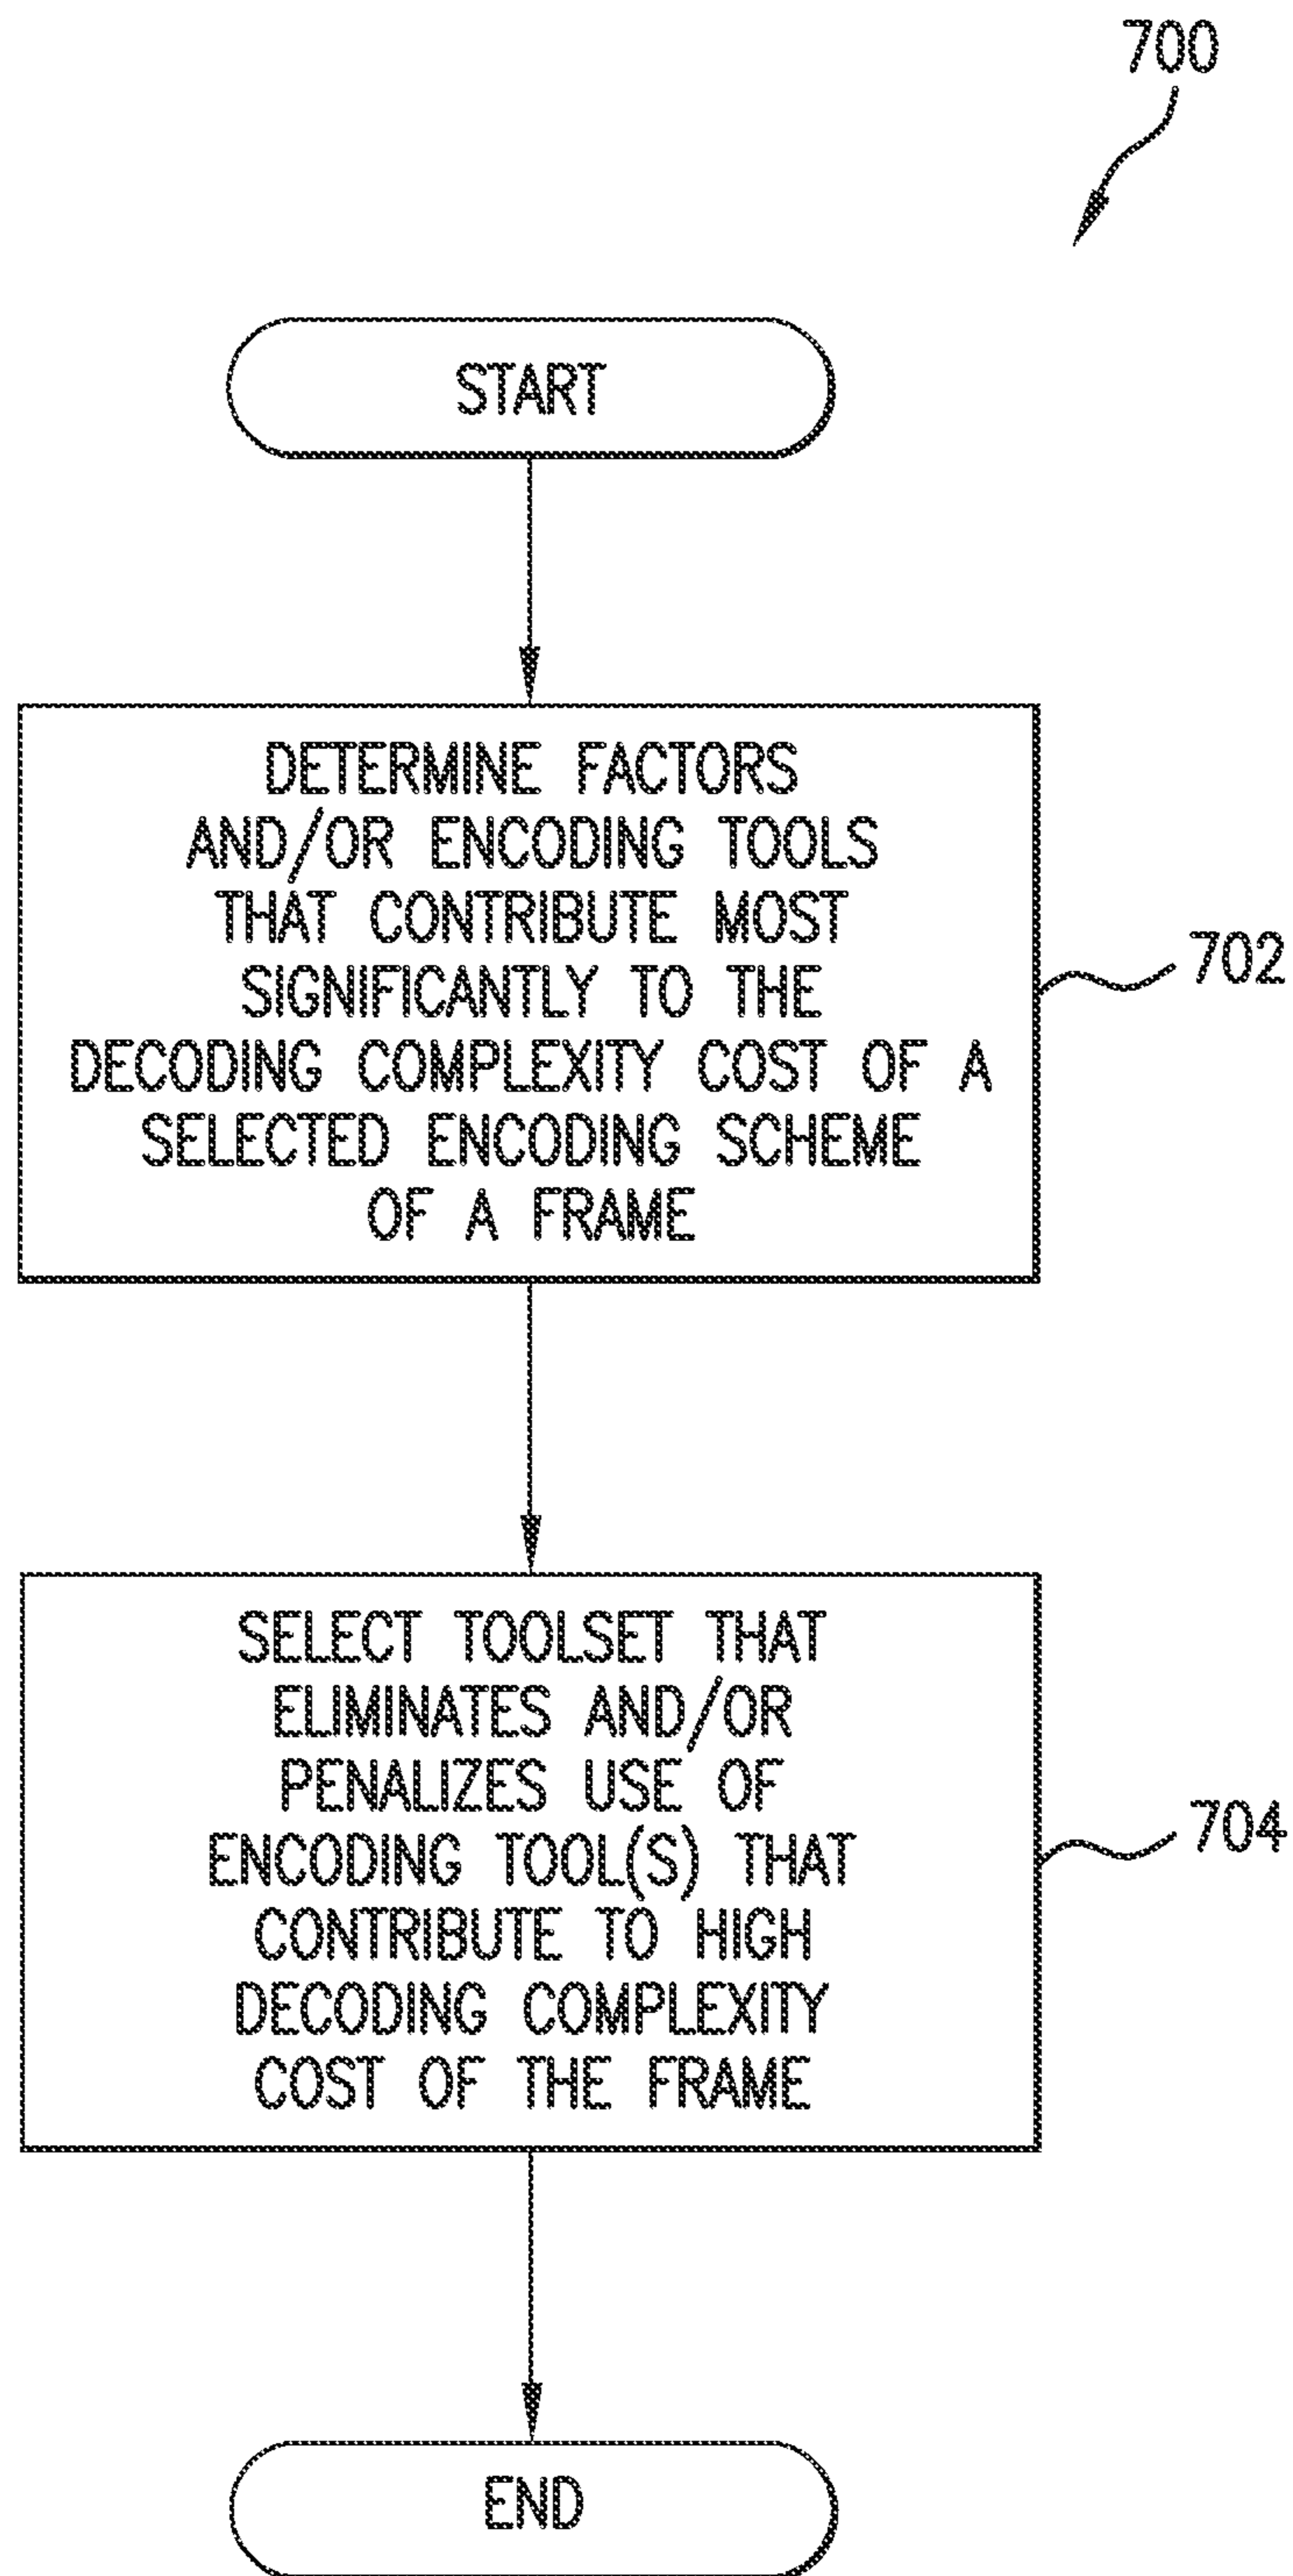 700
START
DETERMINE FACTORS
AND/OR ENCODING TOOLS
THAT CONTRIBUTE MOST
SIGNIFICANTLY TO THE
DECODING COMPLEXITY COST OF A
SELECTED ENCODING SCHEME
OF A FRAME
702
SELECT TOOLSET THAT
ELIMINATES AND/OR
PENALIZES USE OF
ENCODING TOOL(S) THAT
CONTRIBUTE TO HIGH
DECODING COMPLEXITY
COST OF THE FRAME
704
END